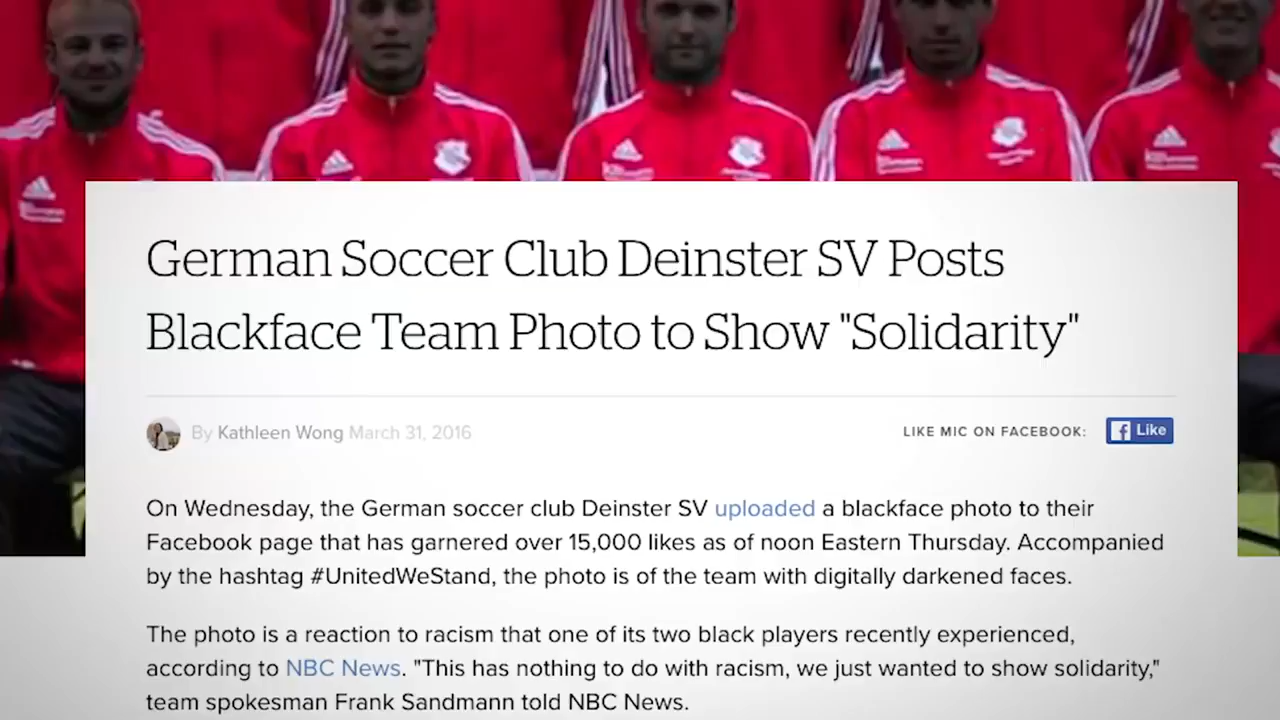 German Soccer Club Deinster SV Posts
Blackface Team Photo to Show "Solidarity"
By Kathleen Wong March 31, 2016
LIKE MIC ON FACEBOOK:
Like
On Wednesday, the German soccer club Deinster SV uploaded a blackface photo to their
Facebook page that has garnered over 15,000 likes as of noon Eastern Thursday. Accompanied
by the hashtag #UnitedWeStand, the photo is of the team with digitally darkened faces.
The photo is a reaction to racism that one of its two black players recently experienced,
according to NBC News. "This has nothing to do with racism, we just wanted to show solidarity,"
team spokesman Frank Sandmann told NBC News.